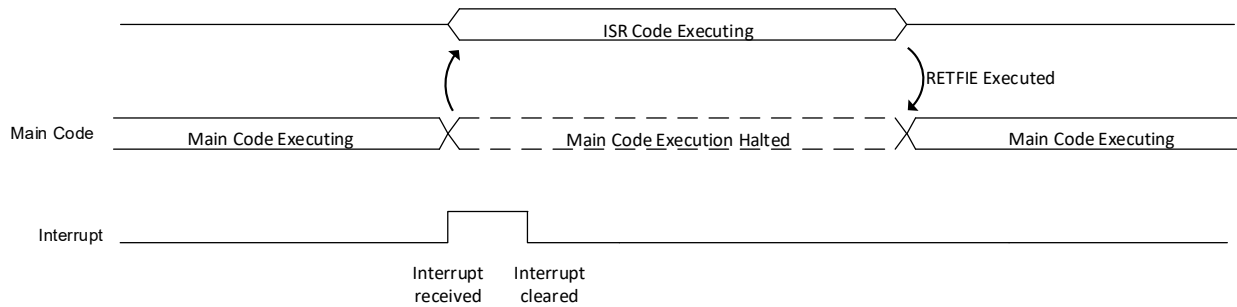 ISR Code Executing
RETFIE Executed
Main Code
Main Code Executing
Main Code Execution Halted
Main Code Executing
Interrupt
Interrupt
received
Interrupt
cleared